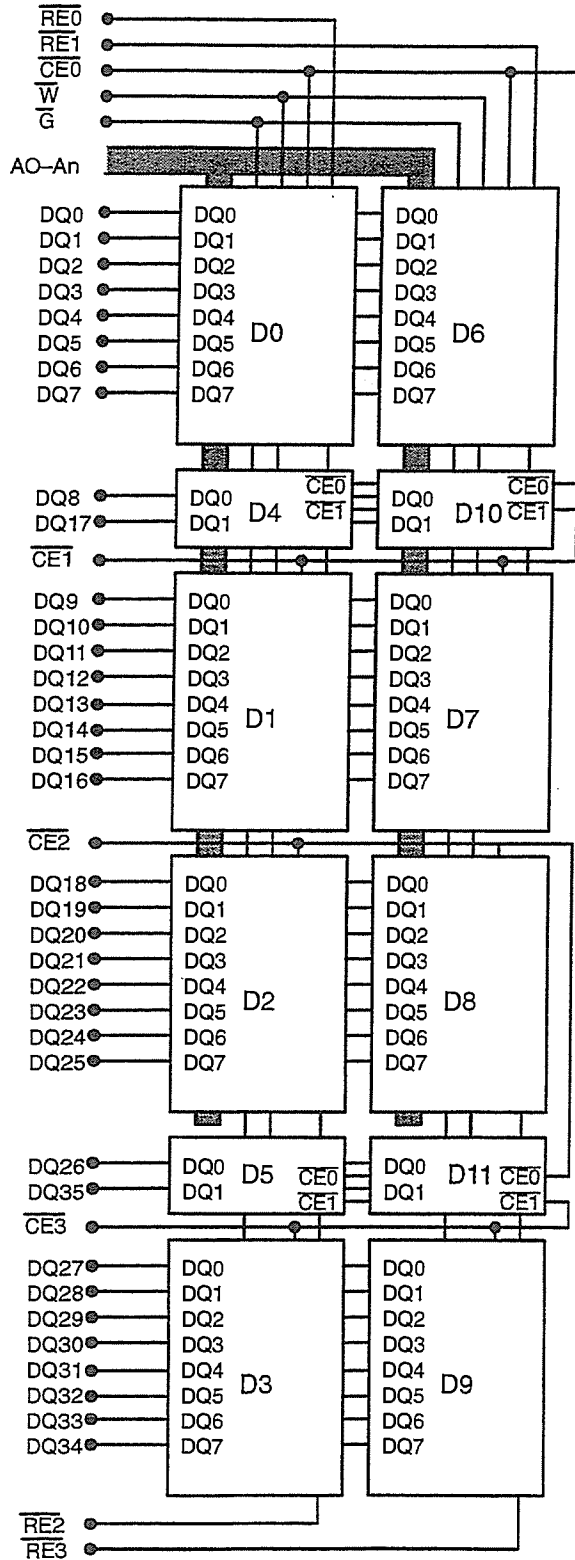 RE0
RE1
CE0
W
G
AO–An
DQ0 DQ0 DQ0
DQ1 DQ1 DQ1
DQ2 DQ2 DQ2
DQ3 DQ3 DQ3
DQ4 DQ4 DQ4
D0 D6
DQ5 DQ5 DQ5
DQ6 DQ6 DQ6
DQ7 DQ7 DQ7
CE0 CE0
DQ8 DQ0 DQ0
D4 D10
CE1 CE1
DQ17 DQ1 DQ1
CE1
DQ9 DQ0 DQ0
DQ10 DQ1 DQ1
DQ11 DQ2 DQ2
DQ12 DQ3 DQ3
DQ13 DQ4 DQ4
D1 D7
DQ14 DQ5 DQ5
DQ15 DQ6 DQ6
DQ16 DQ7 DQ7
CE2
DQ18 DQ0 DQ0
DQ19 DQ1 DQ1
DQ20 DQ2 DQ2
DQ21 DQ3 DQ3
DQ22 DQ4 DQ4
D2 D8
DQ23 DQ5 DQ5
DQ24 DQ6 DQ6
DQ25 DQ7 DQ7
DQ26 DQ0 DQ0
D5 CE0 D11 CE0
DQ35 DQ1 DQ1
CE1 CE1
CE3
DQ27 DQ0 DQ0
DQ28 DQ1 DQ1
DQ29 DQ2 DQ2
DQ30 DQ3 DQ3
DQ31 DQ4 DQ4
D3 D9
DQ32 DQ5 DQ5
DQ33 DQ6 DQ6
DQ34 DQ7 DQ7
RE2
RE3